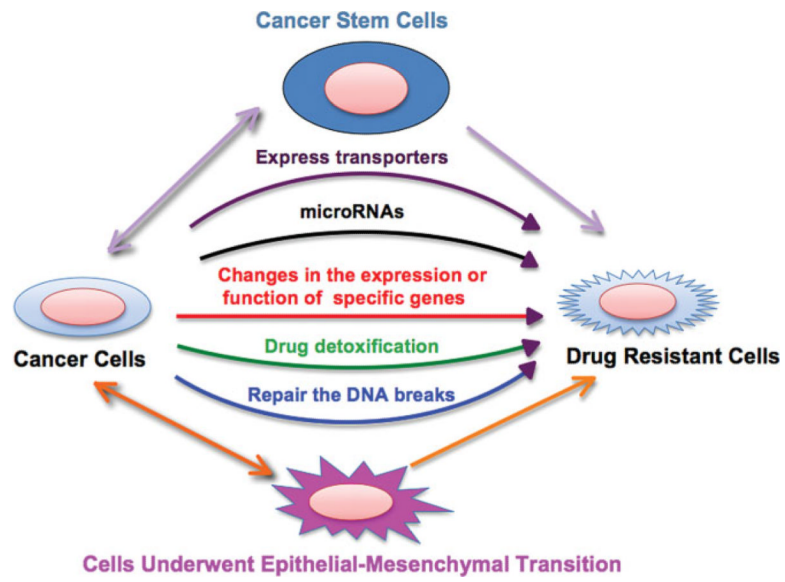 Cancer Stem Cells
Express transporters
microRNAs
Changes in the expression or
function of specific genes
Cancer Cells
Drug detoxification
Drug Resistant Cells
Repair the DNA breaks
Cells Underwent Epithelial-Mesenchymal Transition